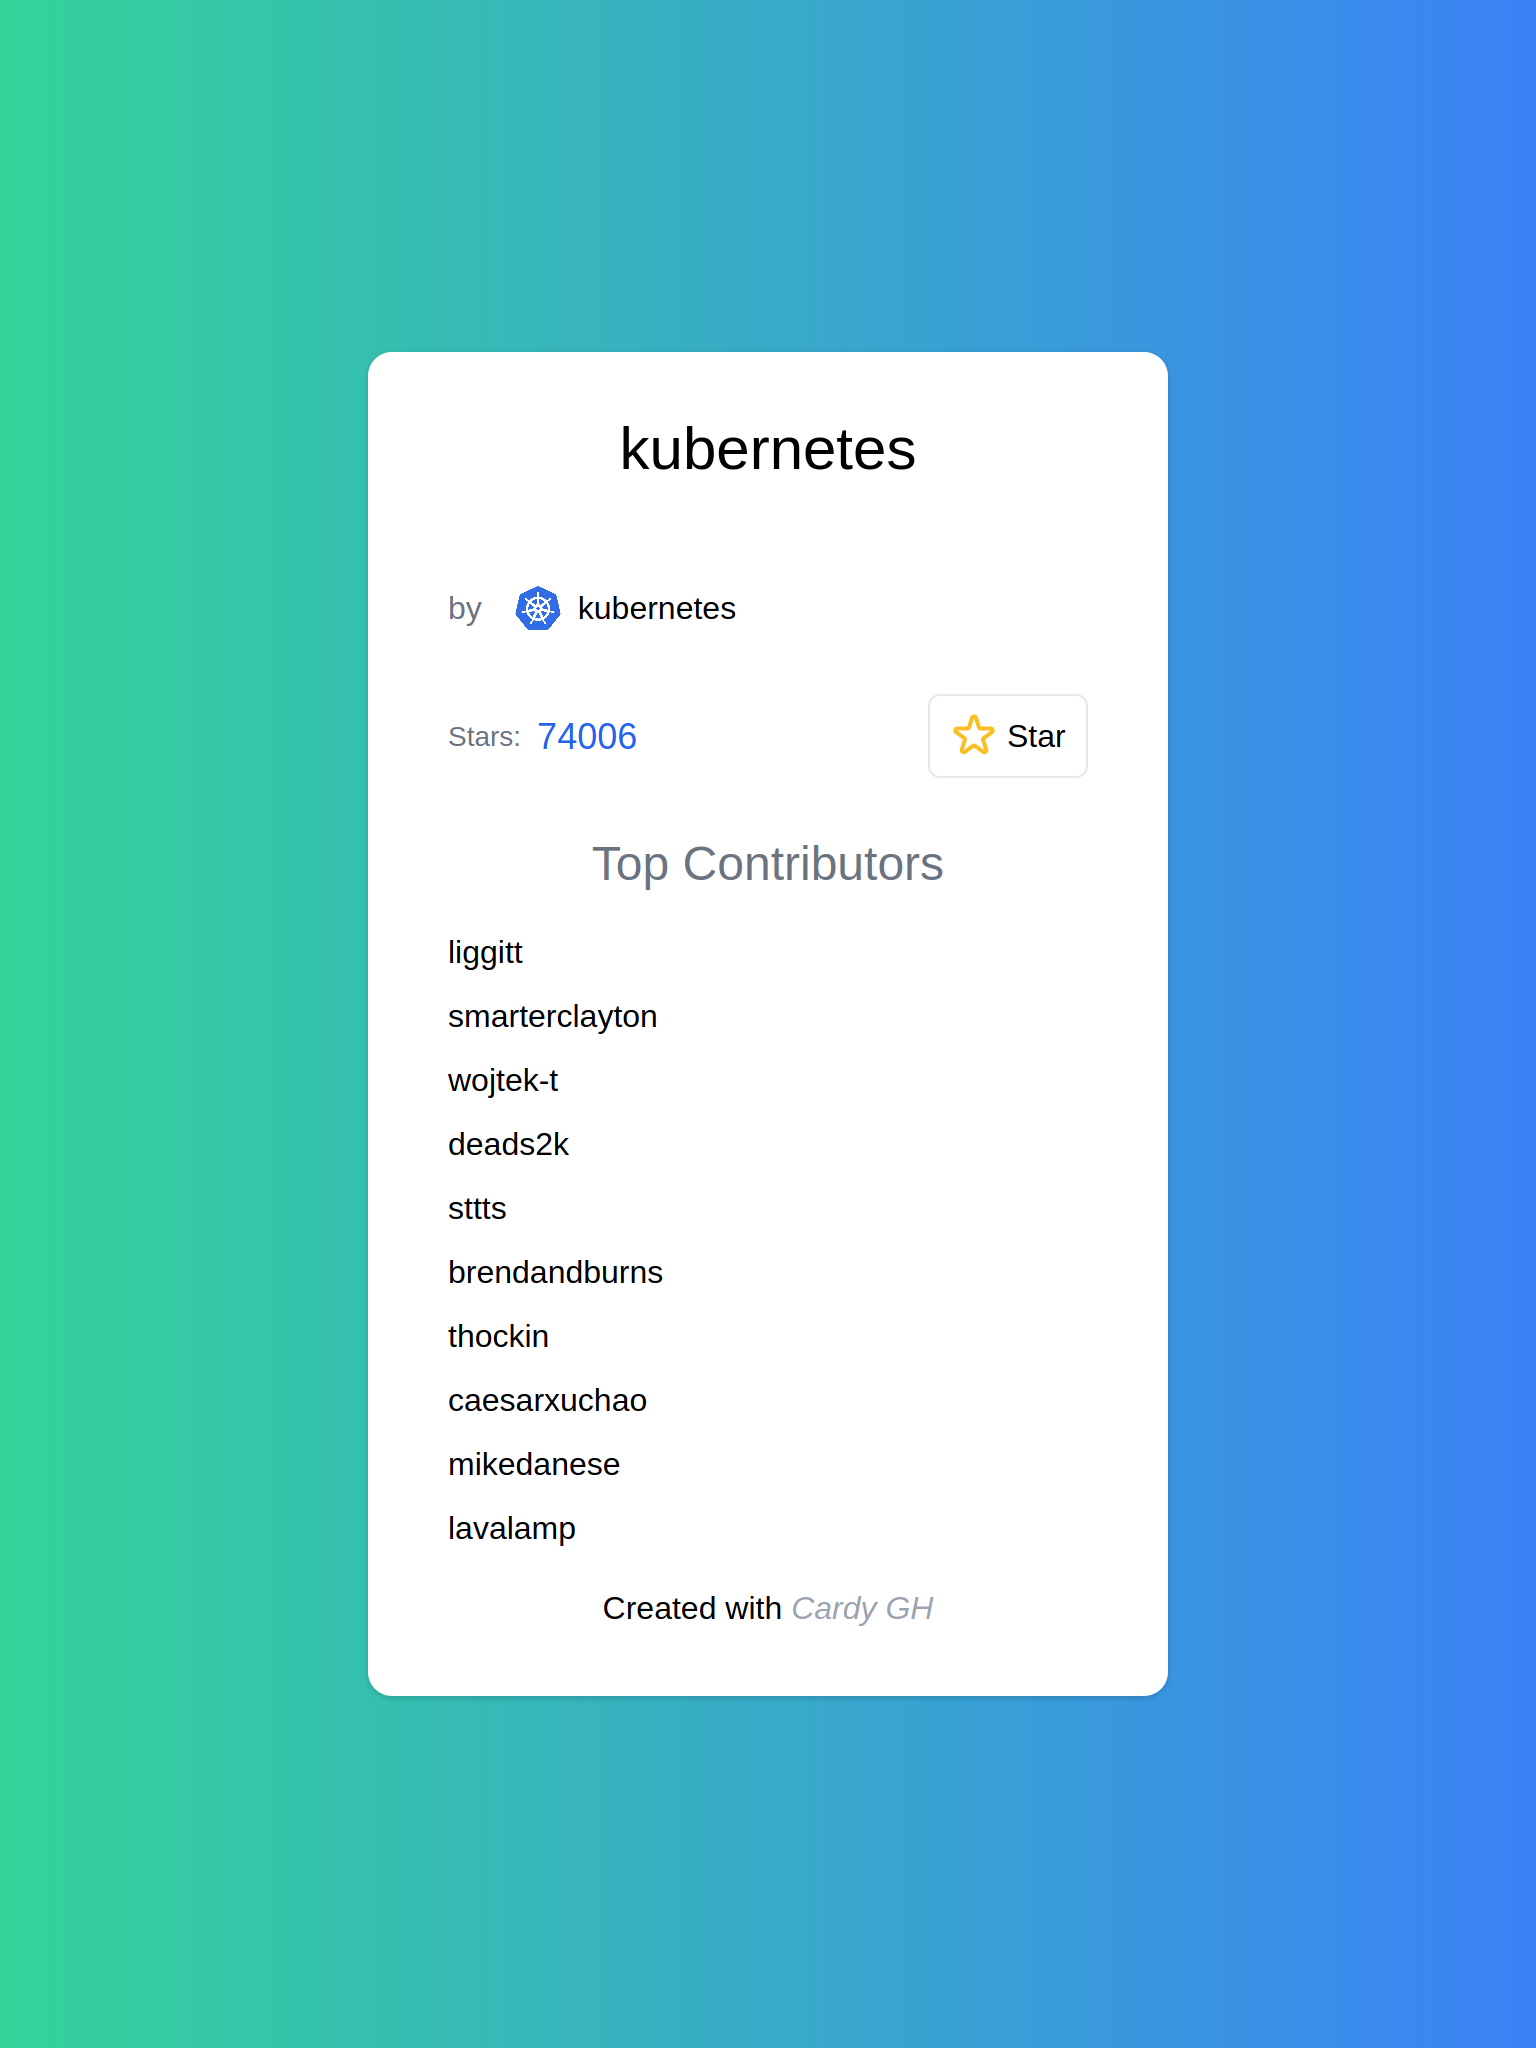 kubernetes
by kubernetes
Stars: 74006
Star
Top Contributors
liggitt
smarterclayton
wojtek-t
deads2k
sttts
brendandburns
thockin
caesarxuchao
mikedanese
lavalamp
Created with Cardy GH